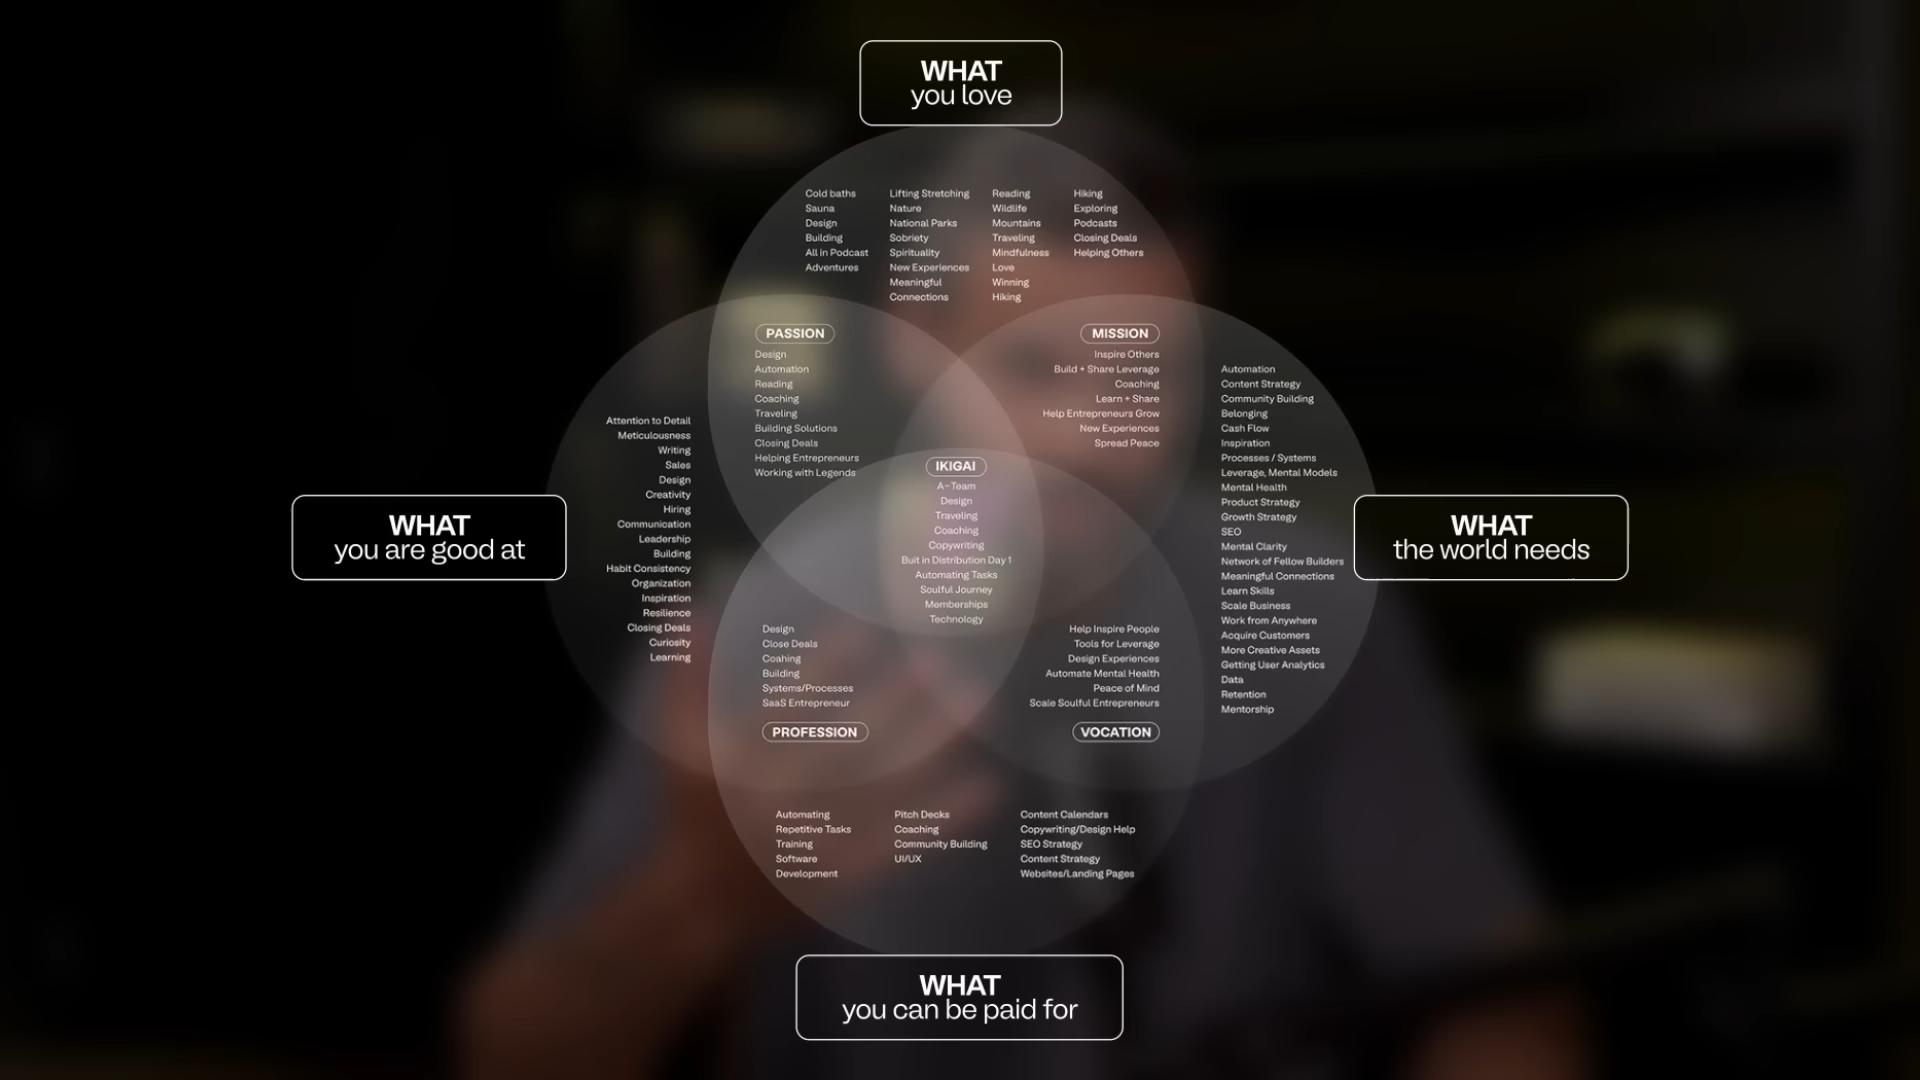 WHAT
you love
Cold baths
Sauna
Design
Building
All in Podcast
Adventures
Lifting Stretching
Nature
National Parks
Sobriety
Spirituality
New Experiences
Meaningful
Connections
Reading
Wildlife
Mountains
Traveling
Mindfulness
Love
Winning
Hiking
Hiking
Exploring
Podcasts
Closing Deals
Helping Others
PASSION
Design
Automation
Reading
Coaching
Traveling
Building Solutions
Closing Deals
Helping Entrepreneurs
Working with Legends
MISSION
Inspire Others
Build + Share Leverage
Coaching
Learn + Share
Help Entrepreneurs Grow
New Experiences
Spread Peace
WHAT
you are good at
Attention to Detail
Meticulousness
Writing
Sales
Design
Creativity
Hiring
Communication
Leadership
Building
Habit Consistency
Organization
Inspiration
Resilience
Closing Deals
Curiosity
Learning
IKIGAI
A-Team
Design
Traveling
Coaching
Copywriting
Buit in Distribution Day 1
Automating Tasks
Soulful Journey
Memberships
Technology
Automation
Content Strategy
Community Building
Belonging
Cash Flow
Inspiration
Processes / Systems
Leverage, Mental Models
Mental Health
Product Strategy
Growth Strategy
SEO
Mental Clarity
Network of Fellow Builders
Meaningful Connections
Learn Skills
Scale Business
Work from Anywhere
Acquire Customers
More Creative Assets
Getting User Analytics
Data
Retention
Mentorship
WHAT
the world needs
Design
Close Deals
Coahing
Building
Systems/Processes
SaaS Entrepreneur
PROFESSION
Help Inspire People
Tools for Leverage
Design Experiences
Automate Mental Health
Peace of Mind
Scale Soulful Entrepreneurs
VOCATION
Automating
Repetitive Tasks
Training
Software
Development
Pitch Decks
Coaching
Community Building
UI/UX
Content Calendars
Copywriting/Design Help
SEO Strategy
Content Strategy
Websites/Landing Pages
WHAT
you can be paid for